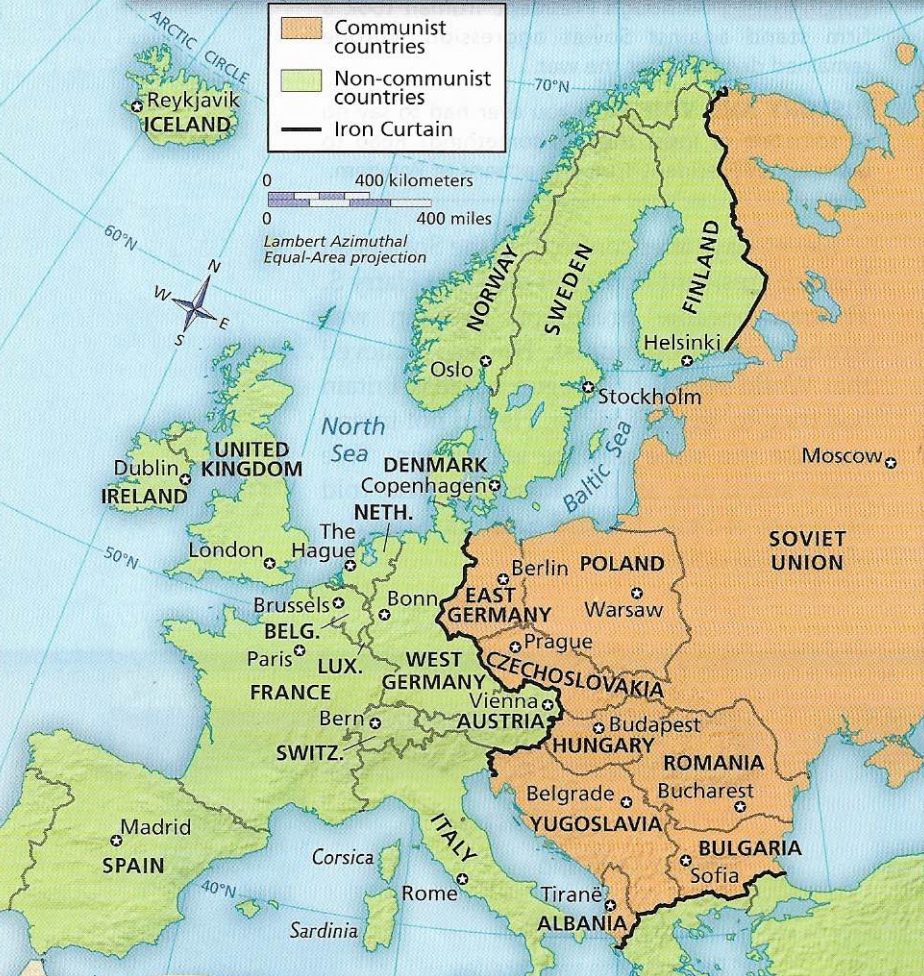 Communist
countries
Non-communist
countries
Iron Curtain
ARCTIC CIRCLE
70°N
Reykjavik
ICELAND
0 400 kilometers
0 400 miles
Lambert Azimuthal
Equal-Area projection
60°N
N
W
E
S
NORWAY
SWEDEN
FINLAND
Oslo
Helsinki
Stockholm
North
Sea
Baltic Sea
UNITED
KINGDOM
Dublin
IRELAND
London
DENMARK
Copenhagen
NETH.
The
Hague
Moscow
SOVIET
UNION
50°N
Berlin
EAST
GERMANY
POLAND
Warsaw
Brussels
BELG.
Bonn
Prague
CZECHOSLOVAKIA
Paris
LUX.
FRANCE
WEST
GERMANY
Vienna
AUSTRIA
Bern
SWITZ.
Budapest
HUNGARY
ROMANIA
Bucharest
Belgrade
YUGOSLAVIA
BULGARIA
Sofia
Madrid
SPAIN
ITALY
Corsica
Rome
40°N
Sardinia
Tiranë
ALBANIA